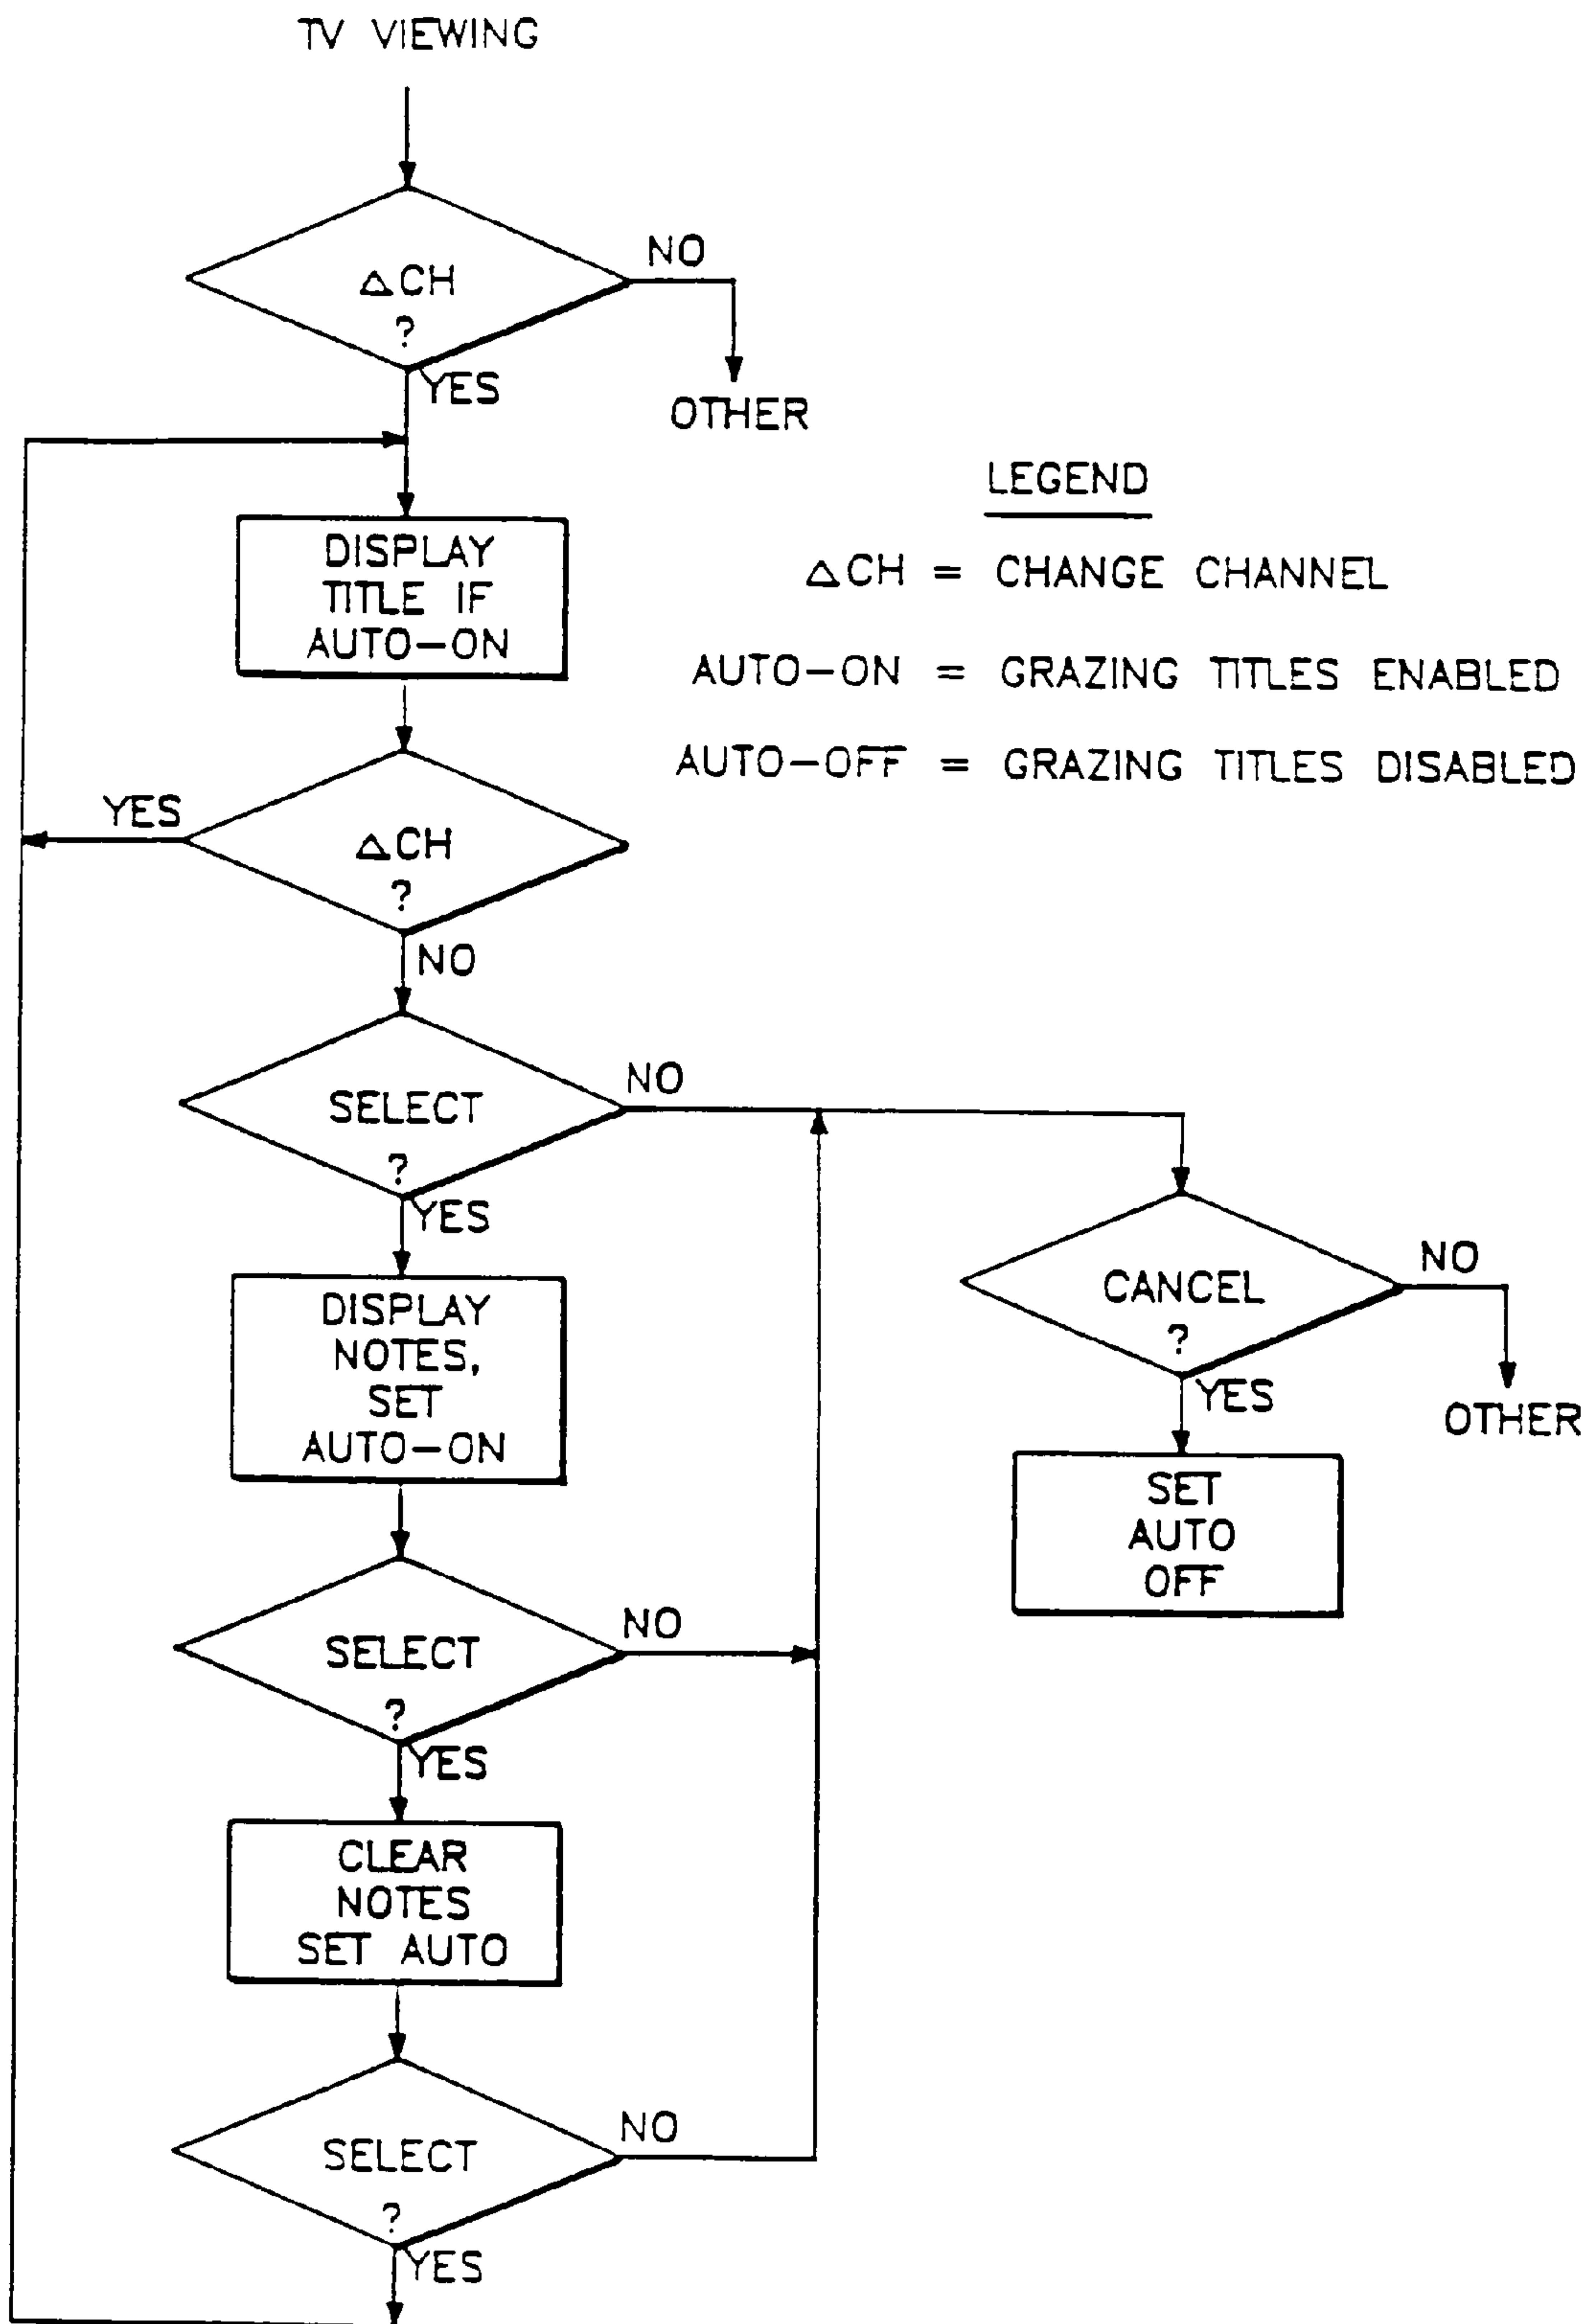 TV VIEWING
ΔCH
?
NO
YES
OTHER
LEGEND
ΔCH = CHANGE CHANNEL
AUTO-ON = GRAZING TITLES ENABLED
AUTO-OFF = GRAZING TITLES DISABLED
DISPLAY
TITLE IF
AUTO-ON
YES
ΔCH
?
NO
SELECT
?
NO
YES
CANCEL
?
NO
YES
OTHER
SET
AUTO
OFF
DISPLAY
NOTES,
SET
AUTO-ON
SELECT
?
NO
YES
CLEAR
NOTES
SET AUTO
SELECT
?
NO
YES